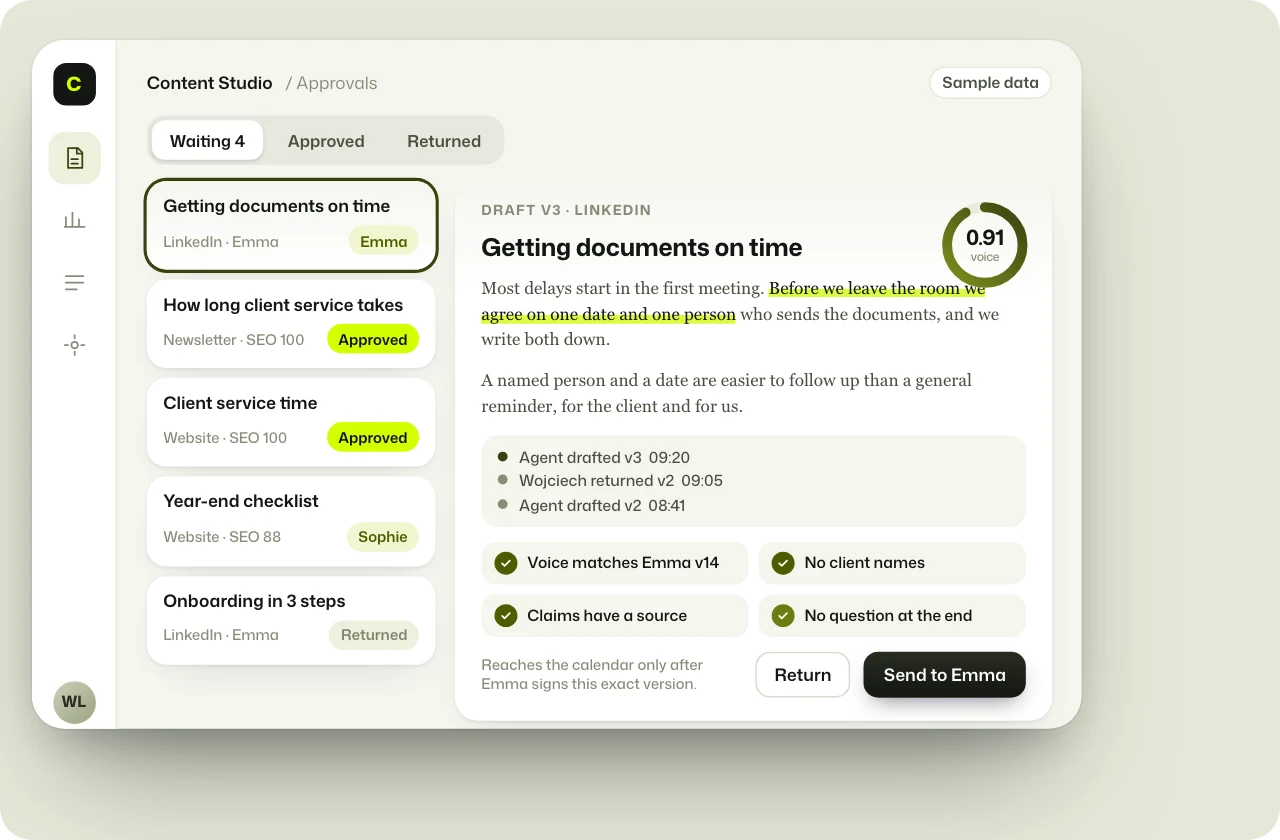 C
Content Studio / Approvals
Sample data
Waiting 4
Approved
Returned
Getting documents on time
LinkedIn · Emma
Emma
How long client service takes
Newsletter · SEO 100
Approved
Client service time
Website · SEO 100
Approved
Year-end checklist
Website · SEO 88
Sophie
Onboarding in 3 steps
LinkedIn · Emma
Returned
WL
DRAFT V3 · LINKEDIN
Getting documents on time
0.91
voice
Most delays start in the first meeting. Before we leave the room we
agree on one date and one person who sends the documents, and we
write both down.
A named person and a date are easier to follow up than a general
reminder, for the client and for us.
Agent drafted v3 09:20
Wojciech returned v2 09:05
Agent drafted v2 08:41
Voice matches Emma v14
No client names
Claims have a source
No question at the end
Reaches the calendar only after
Emma signs this exact version.
Return
Send to Emma